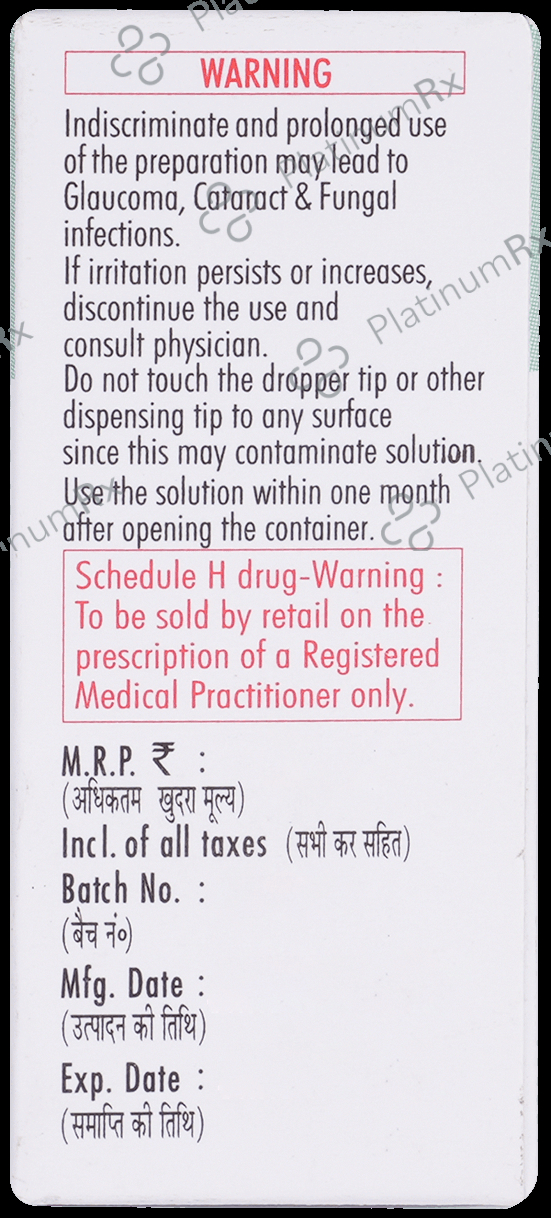 WARNING
Indiscriminate and prolonged use
of the preparation may lead to
Glaucoma, Cataract & Fungal
infections.
If irritation persists or increases,
discontinue the use and
consult physician.
Do not touch the dropper tip or other
dispensing tip to any surface
since this may contaminate solution.
Use the solution within one month
after opening the container.
Schedule H drug-Warning :
To be sold by retail on the
prescription of a Registered
Medical Practitioner only.
M.R.P. ₹ :
(अधिकतम खुदरा मूल्य)
Incl. of all taxes (सभी कर सहित)
Batch No. :
(बैच नं०)
Mfg. Date :
(उत्पादन की तिथि)
Exp. Date :
(समाप्ति की तिथि)
PlatinumRx
PlatinumRx